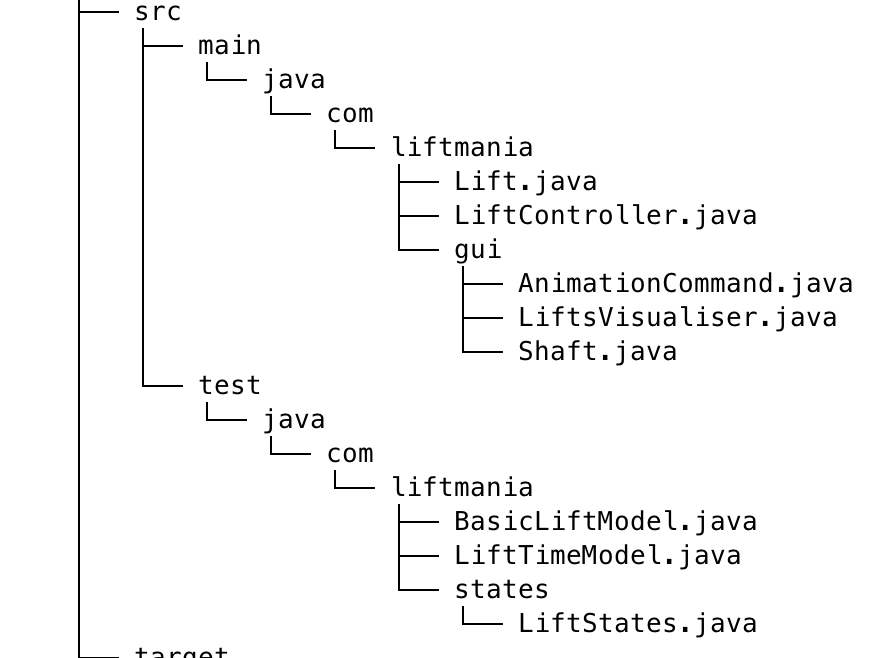 src
main
java
com
liftmania
Lift.java
LiftController.java
gui
AnimationCommand.java
LiftsVisualiser.java
Shaft.java
test
java
com
liftmania
BasicLiftModel.java
LiftTimeModel.java
states
LiftStates.java
target